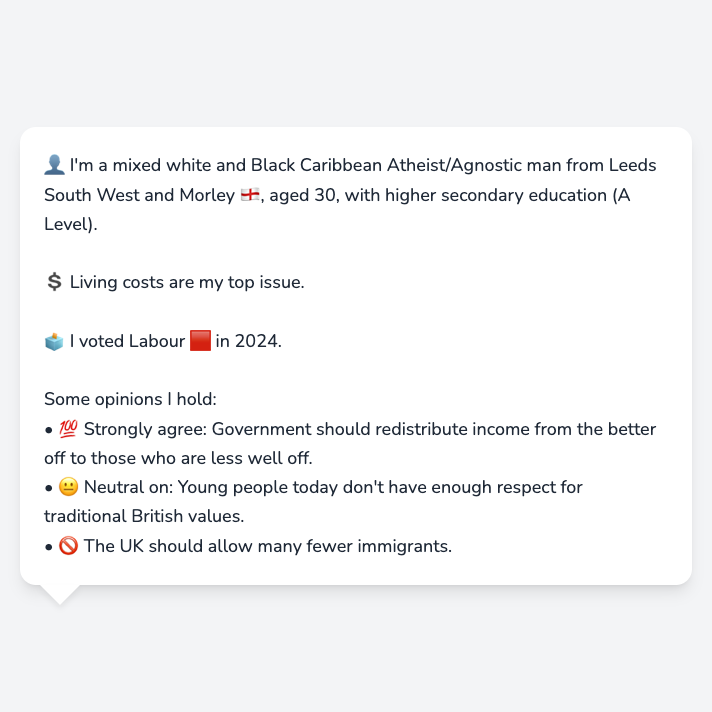 👤 I'm a mixed white and Black Caribbean Atheist/Agnostic man from Leeds
South West and Morley 🏴󠁧󠁢󠁥󠁮󠁧󠁿, aged 30, with higher secondary education (A
Level).
💲 Living costs are my top issue.
🗳️ I voted Labour 🟥 in 2024.
Some opinions I hold:
• 💯 Strongly agree: Government should redistribute income from the better
off to those who are less well off.
• 😐 Neutral on: Young people today don't have enough respect for
traditional British values.
• 🚫 The UK should allow many fewer immigrants.